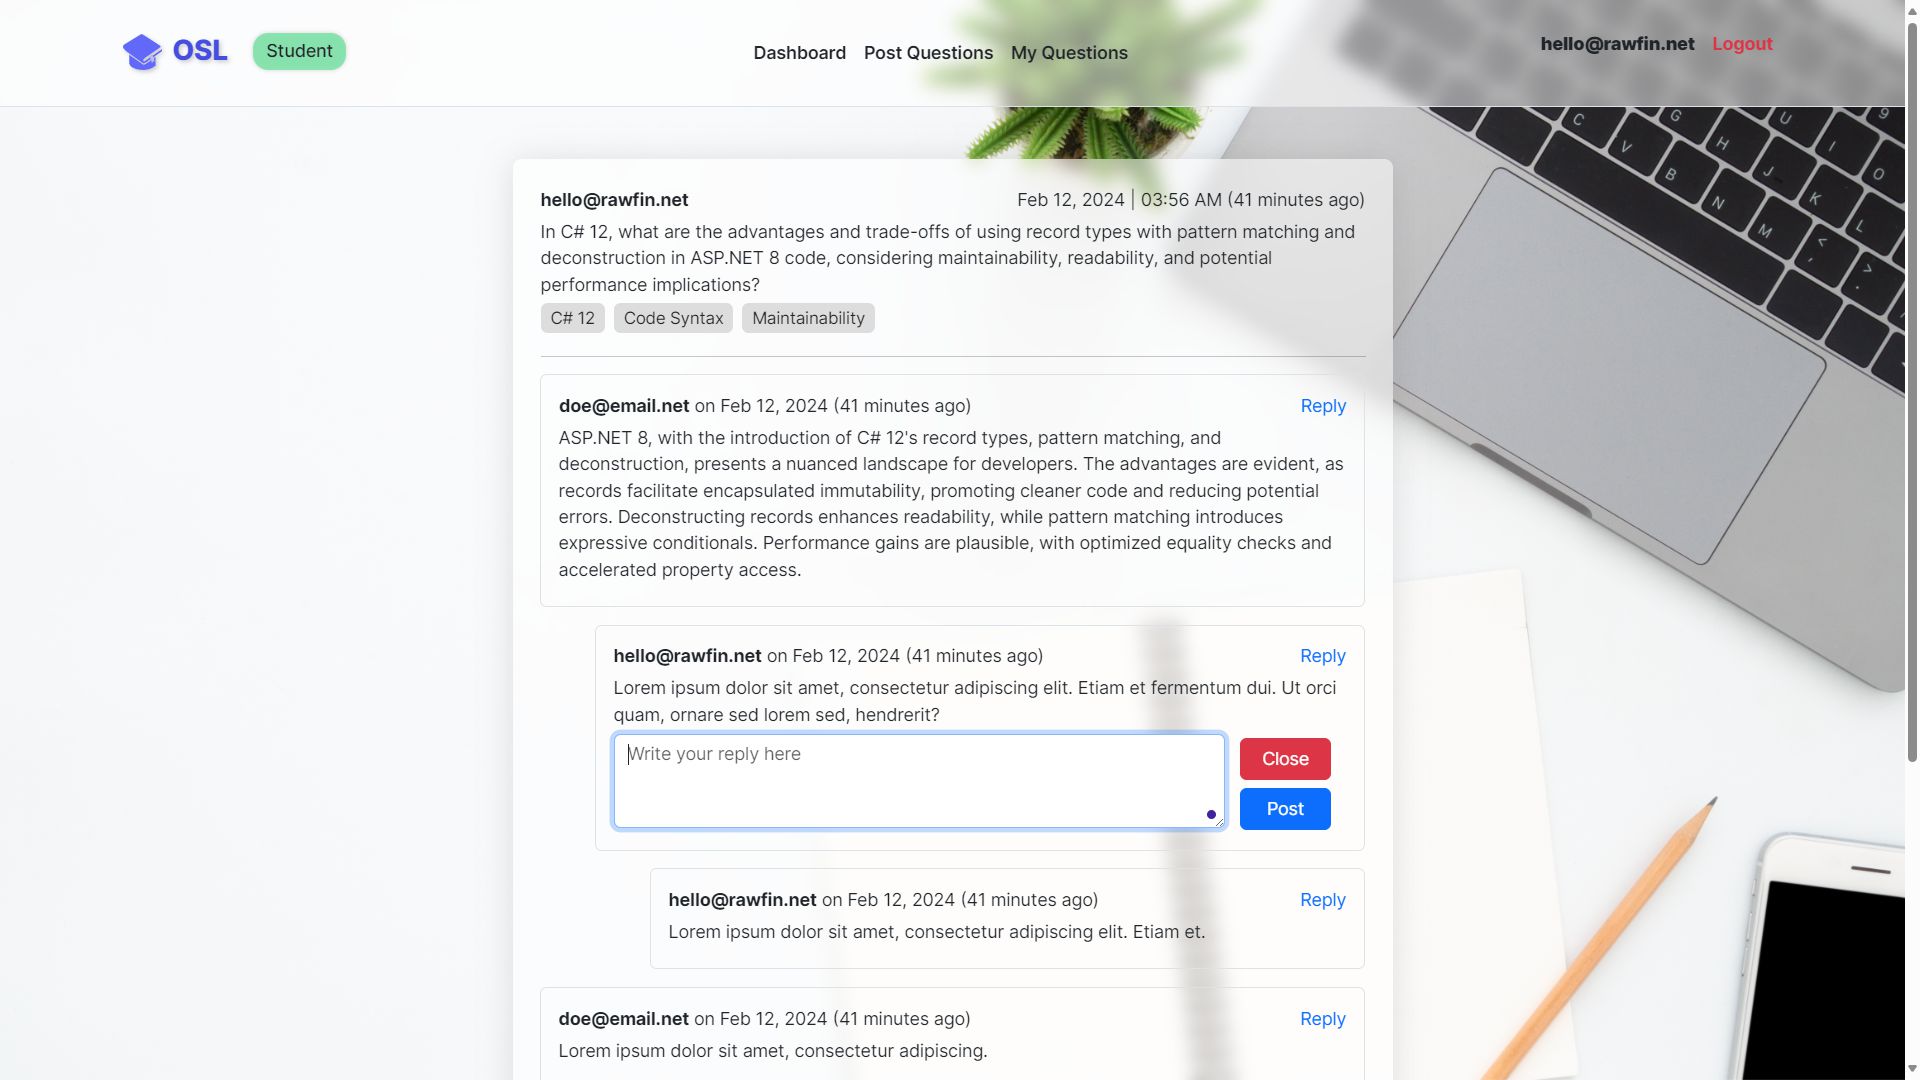 OSL
Student
Dashboard
Post Questions
My Questions
hello@rawfin.net
Logout
hello@rawfin.net
Feb 12, 2024 | 03:56 AM (41 minutes ago)
In C# 12, what are the advantages and trade-offs of using record types with pattern matching and
deconstruction in ASP.NET 8 code, considering maintainability, readability, and potential
performance implications?
C# 12
Code Syntax
Maintainability
doe@email.net on Feb 12, 2024 (41 minutes ago)
Reply
ASP.NET 8, with the introduction of C# 12's record types, pattern matching, and
deconstruction, presents a nuanced landscape for developers. The advantages are evident, as
records facilitate encapsulated immutability, promoting cleaner code and reducing potential
errors. Deconstructing records enhances readability, while pattern matching introduces
expressive conditionals. Performance gains are plausible, with optimized equality checks and
accelerated property access.
hello@rawfin.net on Feb 12, 2024 (41 minutes ago)
Reply
Lorem ipsum dolor sit amet, consectetur adipiscing elit. Etiam et fermentum dui. Ut orci
quam, ornare sed lorem sed, hendrerit?
Write your reply here
Close
Post
hello@rawfin.net on Feb 12, 2024 (41 minutes ago)
Reply
Lorem ipsum dolor sit amet, consectetur adipiscing elit. Etiam et.
doe@email.net on Feb 12, 2024 (41 minutes ago)
Reply
Lorem ipsum dolor sit amet, consectetur adipiscing.